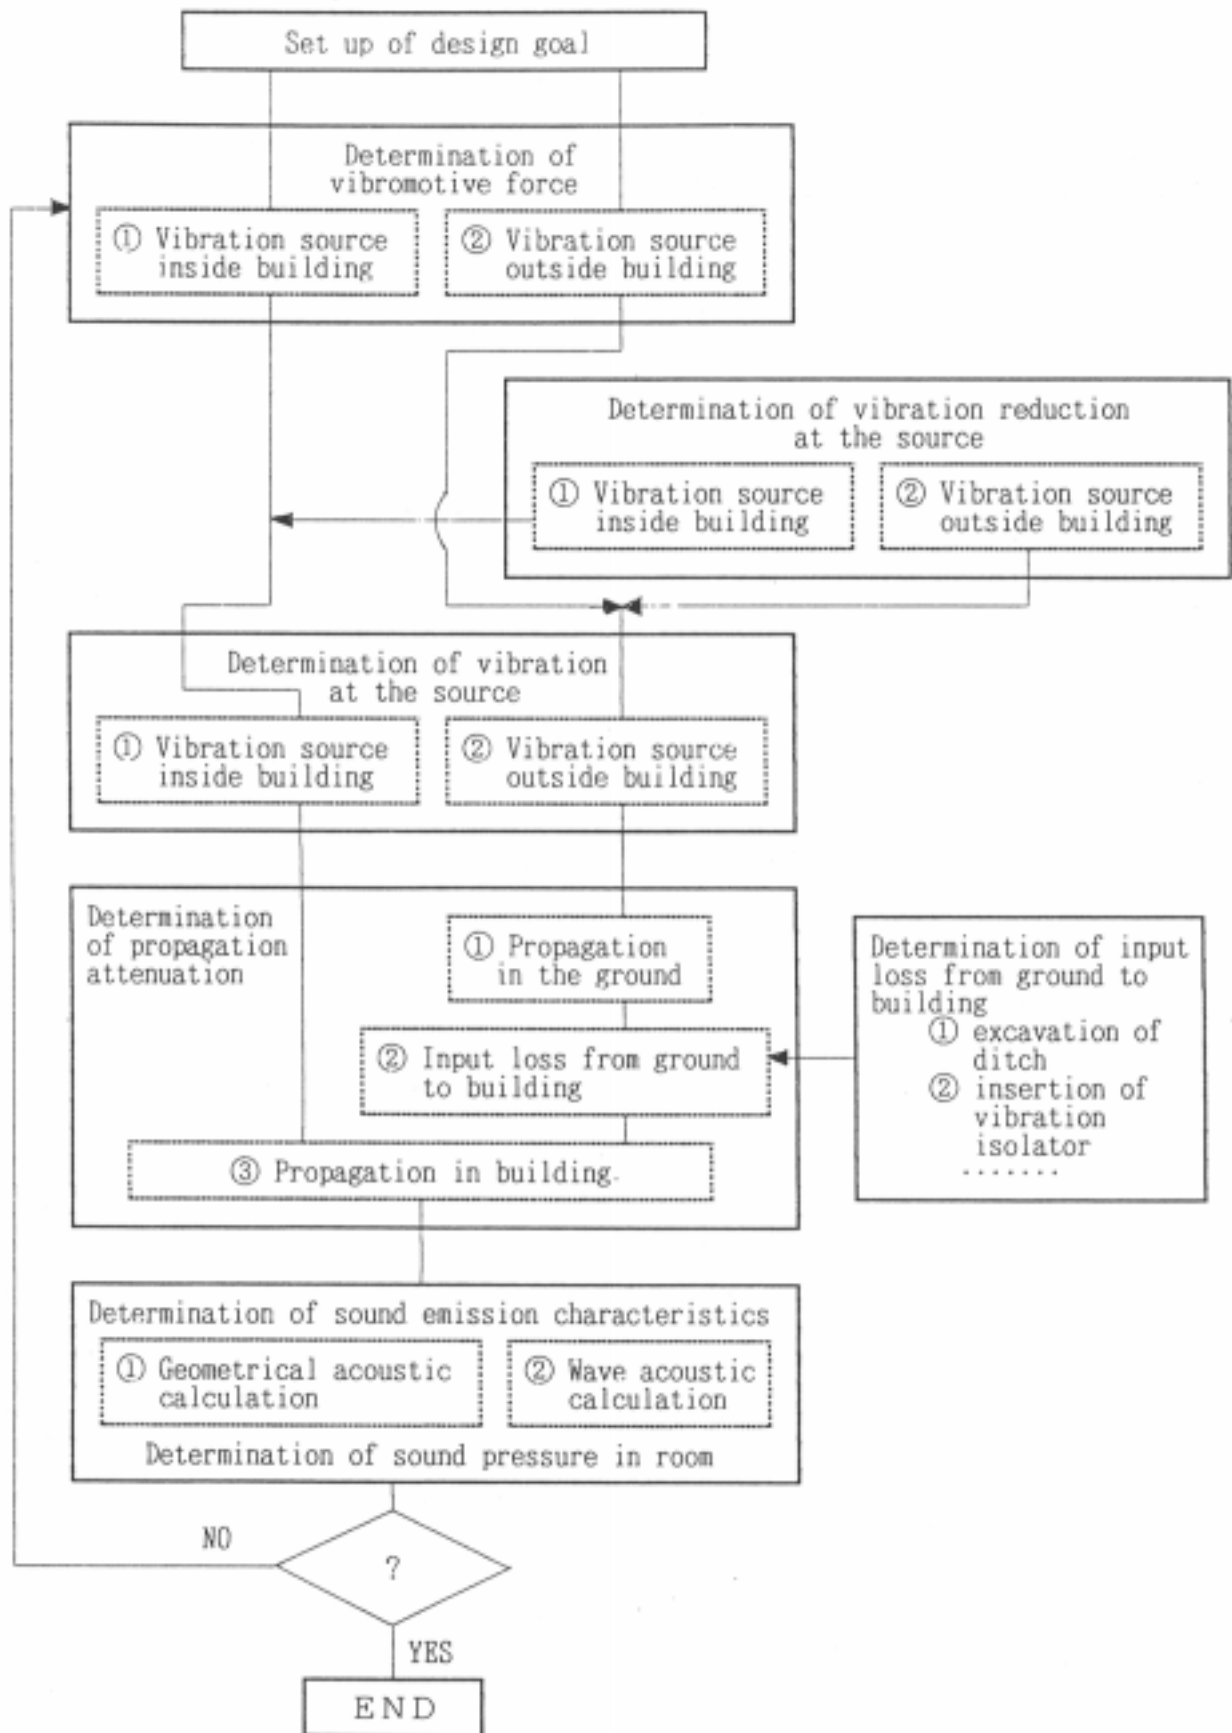 Set up of design goal
Determination of
vibromotive force
① Vibration source
inside building
② Vibration source
outside building
Determination of vibration reduction
at the source
① Vibration source
inside building
② Vibration source
outside building
Determination of vibration
at the source
① Vibration source
inside building
② Vibration source
outside building
Determination
of propagation
attenuation
① Propagation
in the ground
② Input loss from ground
to building
③ Propagation in building.
Determination of input
loss from ground to
building
① excavation of
ditch
② insertion of
vibration
isolator
.......
Determination of sound emission characteristics
① Geometrical acoustic
calculation
② Wave acoustic
calculation
Determination of sound pressure in room
NO
?
YES
END